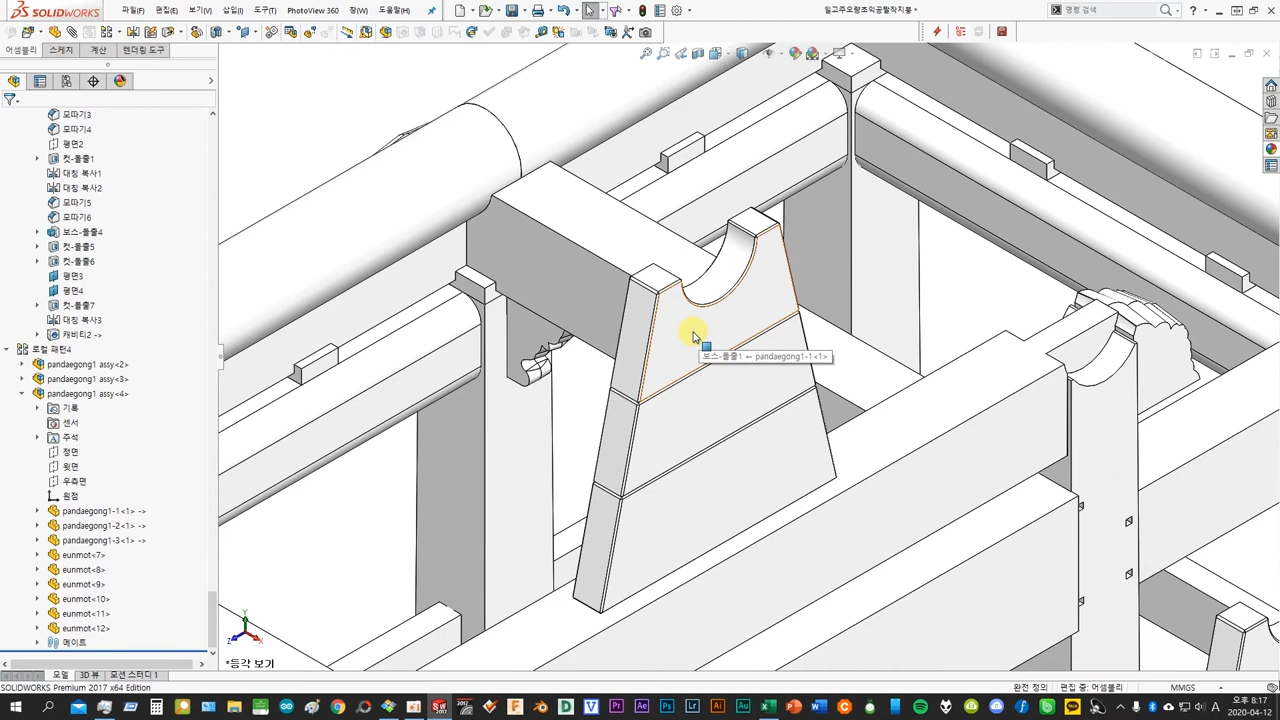 SOLIDWORKS
파일(F)
편집(E)
보기(V)
삽입(I)
도구(T)
PhotoView 360
창(W)
도움말(H)
일고주오량초익공팔작지붕 *
명령 검색
어셈블리
스케치
계산
렌더링 도구
모따기3
모따기4
평면2
컷-돌출1
대칭 복사1
대칭 복사2
모따기5
모따기6
보스-돌출4
컷-돌출5
컷-돌출6
평면3
평면4
컷-돌출7
대칭 복사3
캐비티2 ->
로컬 패턴4
pandaegong1 assy<2>
pandaegong1 assy<3>
pandaegong1 assy<4>
기록
센서
주석
정면
윗면
우측면
원점
pandaegong1-1<1> ->
pandaegong1-2<1> ->
pandaegong1-3<1> ->
eunmot<7>
eunmot<8>
eunmot<9>
eunmot<10>
eunmot<11>
eunmot<12>
메이트
보스-돌출1 ← pandaegong1-1<1>
Y
Z
X
*등각 보기
모델
3D 뷰
모션 스터디 1
SOLIDWORKS Premium 2017 x64 Edition
완전 정의
편집 중: 어셈블리
MMGS
오후 8:17
2020-04-12